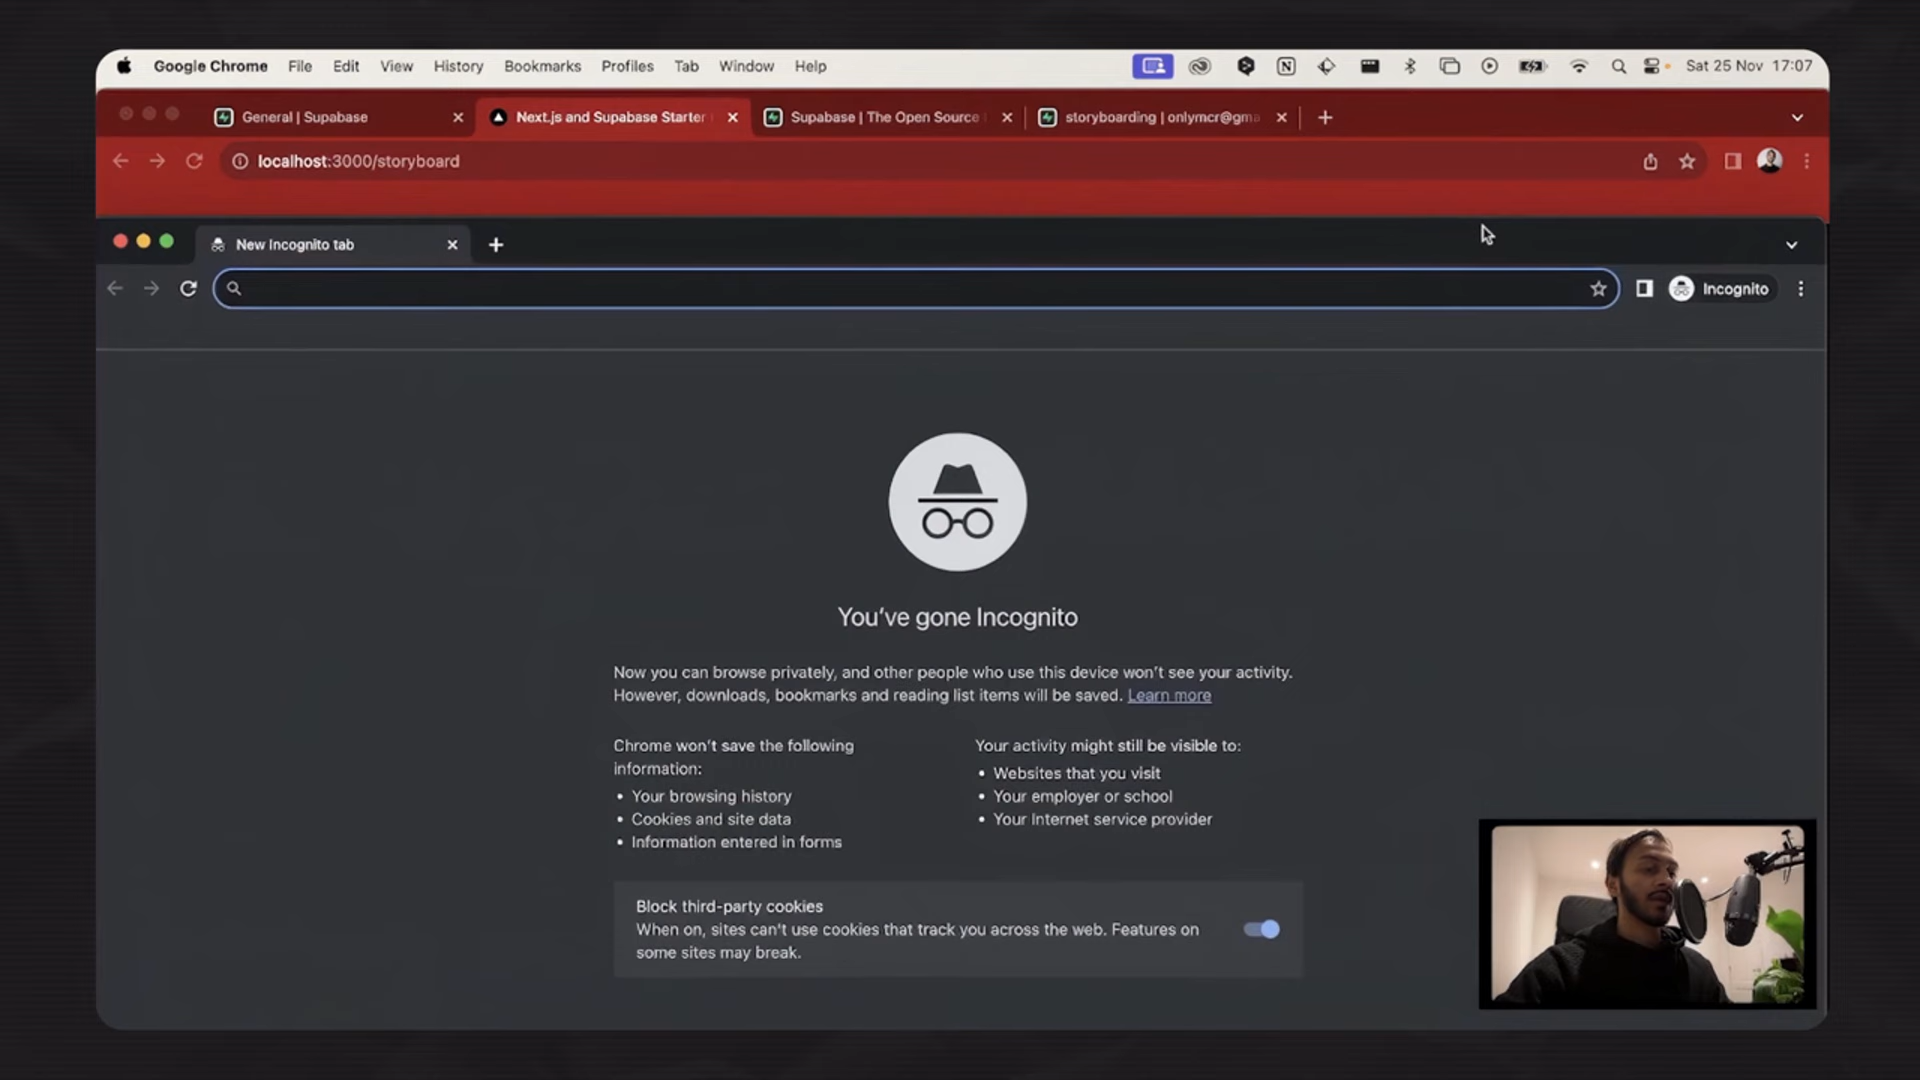 Google Chrome File Edit View History Bookmarks Profiles Tab Window Help Sat 25 Nov 17:07
General | Supabase Next.js and Supabase Starter Supabase | The Open Source storyboarding | onlymcr@gma
localhost:3000/storyboard
New Incognito tab
Incognito
You've gone Incognito
Now you can browse privately, and other people who use this device won't see your activity.
However, downloads, bookmarks and reading list items will be saved. Learn more
Chrome won't save the following
information:
• Your browsing history
• Cookies and site data
• Information entered in forms
Your activity might still be visible to:
• Websites that you visit
• Your employer or school
• Your Internet service provider
Block third-party cookies
When on, sites can't use cookies that track you across the web. Features on
some sites may break.